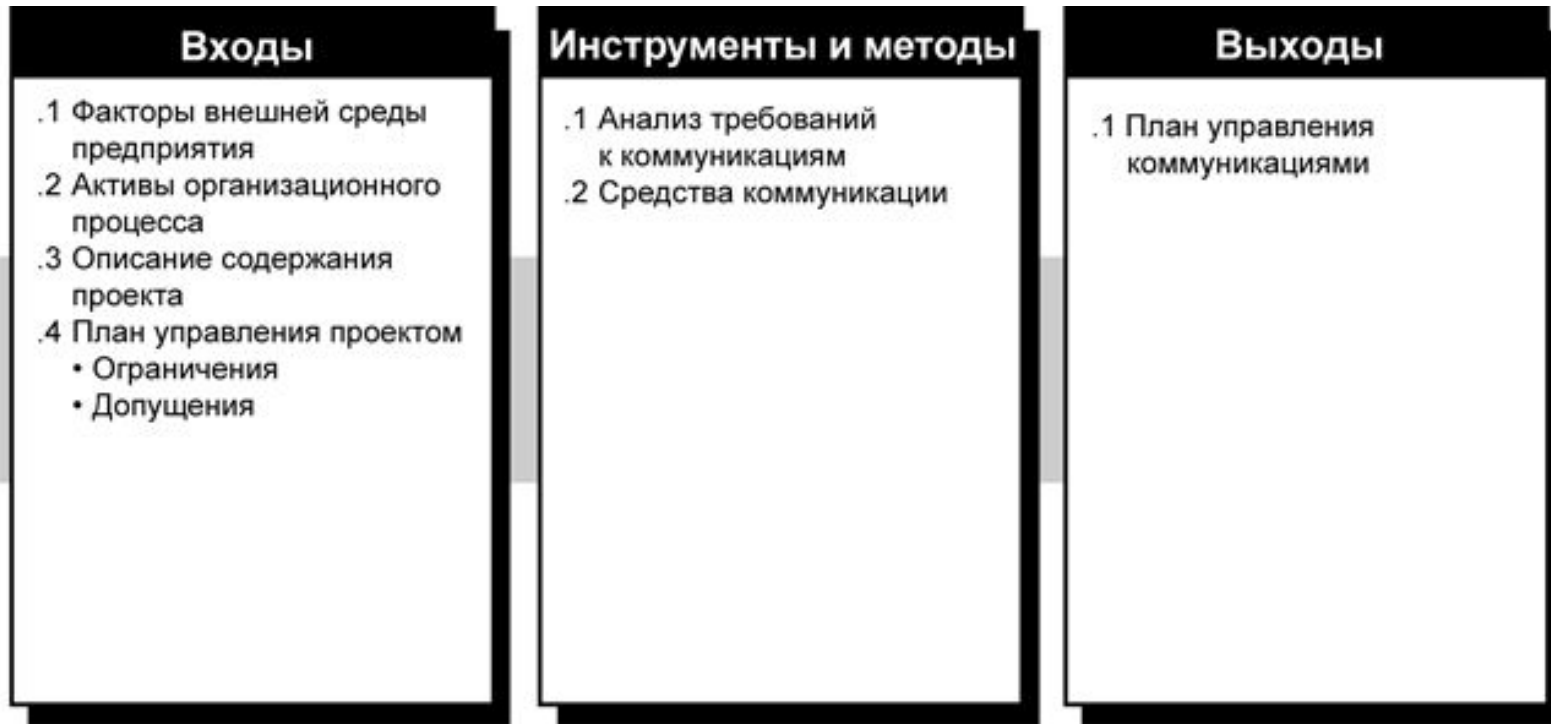 Входы
.1 Факторы внешней среды
предприятия
.2 Активы организационного
процесса
.3 Описание содержания
проекта
.4 План управления проектом
• Ограничения
• Допущения
Инструменты и методы
.1 Анализ требований
к коммуникациям
.2 Средства коммуникации
Выходы
.1 План управления
коммуникациями